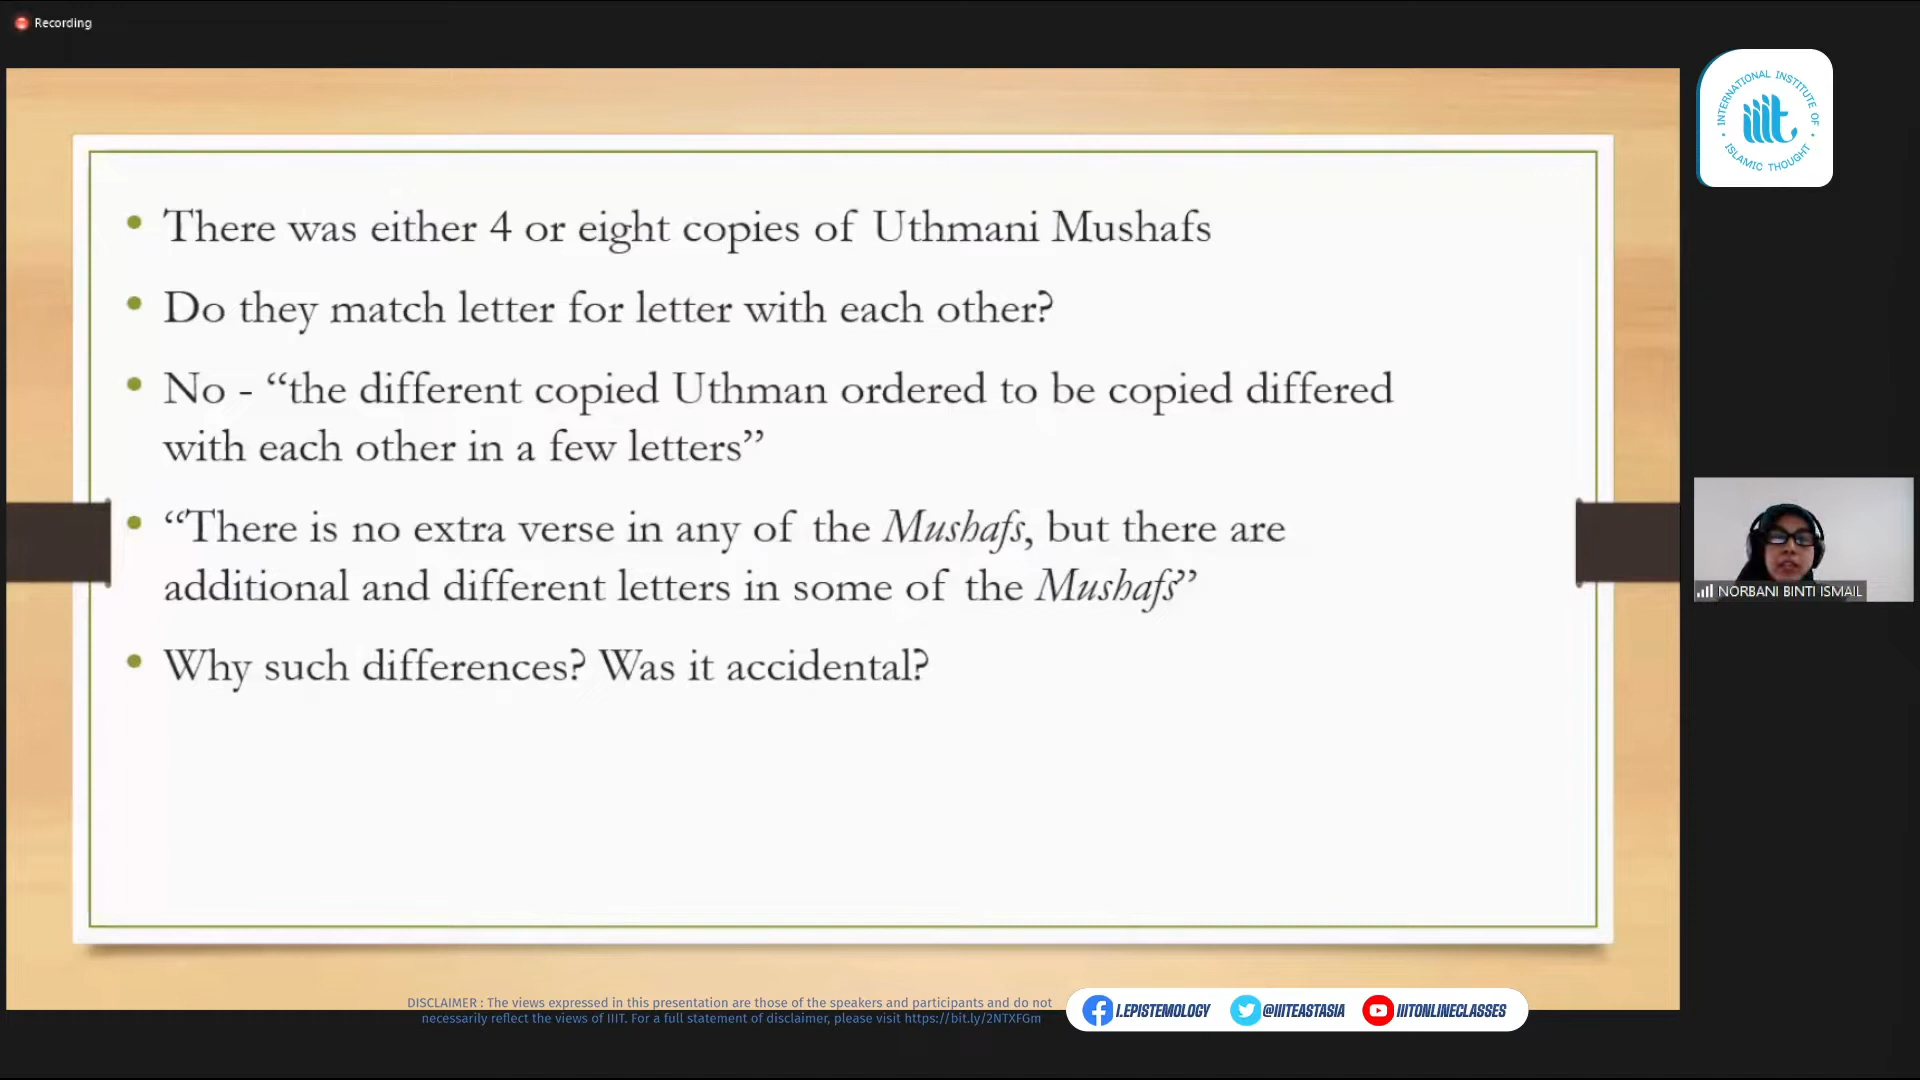 Recording
INTERNATIONAL INSTITUTE OF
iiit
ISLAMIC THOUGHT
• There was either 4 or eight copies of Uthmani Mushafs
• Do they match letter for letter with each other?
• No - “the different copied Uthman ordered to be copied differed
with each other in a few letters”
• “There is no extra verse in any of the Mushafs, but there are
additional and different letters in some of the Mushafs”
• Why such differences? Was it accidental?
NORBANI BINTI ISMAIL
DISCLAIMER : The views expressed in this presentation are those of the speakers and participants and do not
necessarily reflect the views of IIIT. For a full statement of disclaimer, please visit https://bit.ly/2NTXFGm
I.EPISTEMOLOGY
@IIITEASTASIA
IIITONLINECLASSES